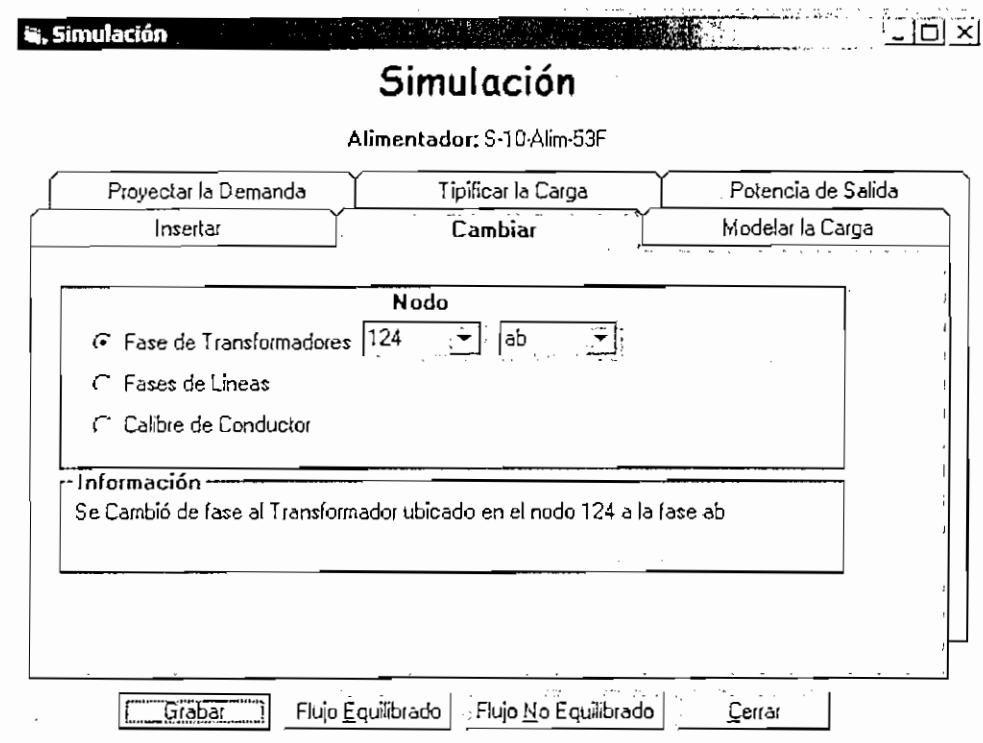 Simulación
Simulación
Alimentador: S-10-Alim-53F
Proyectar la Demanda
Tipificar la Carga
Potencia de Salida
Insertar
Cambiar
Modelar la Carga
Nodo
Fase de Transformadores 124 ab
Fases de Líneas
Calibre de Conductor
Información
Se Cambió de fase al Transformador ubicado en el nodo 124 a la fase ab
Grabar
Flujo Equilibrado
Flujo No Equilibrado
Cerrar